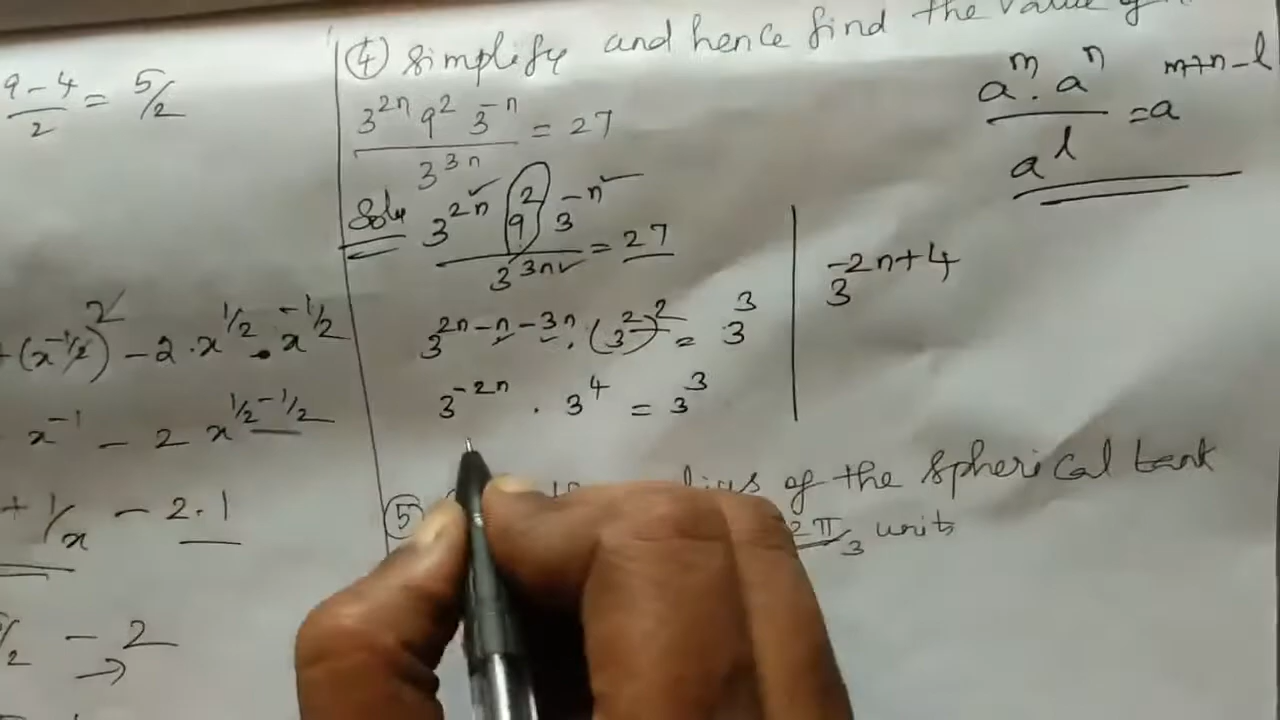 9-4/2 = 5/2
+(x^-1/2)^2 - 2.x^1/2 . x^-1/2
x^-1 - 2 x^1/2-1/2
+ 1/x - 2.1
/2 - 2
→
④ Simplify and hence find the value of
3^2n 9^2 3^-n / 3^3n = 27
Solu 3^2n 9^2 3^-n / 3^3n = 27
3^2n-n-3n . (3^2)^2 = 3^3
3^-2n . 3^4 = 3^3
a^m . a^n / a^l = a^m+n-l
3^-2n+4
⑤ of the spherical tank
2π/3 units